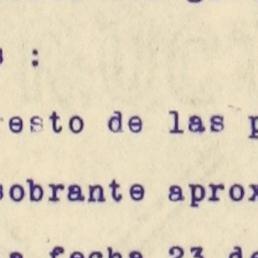 s :
esto de las p
sobrante aprox
a fecha 23 de